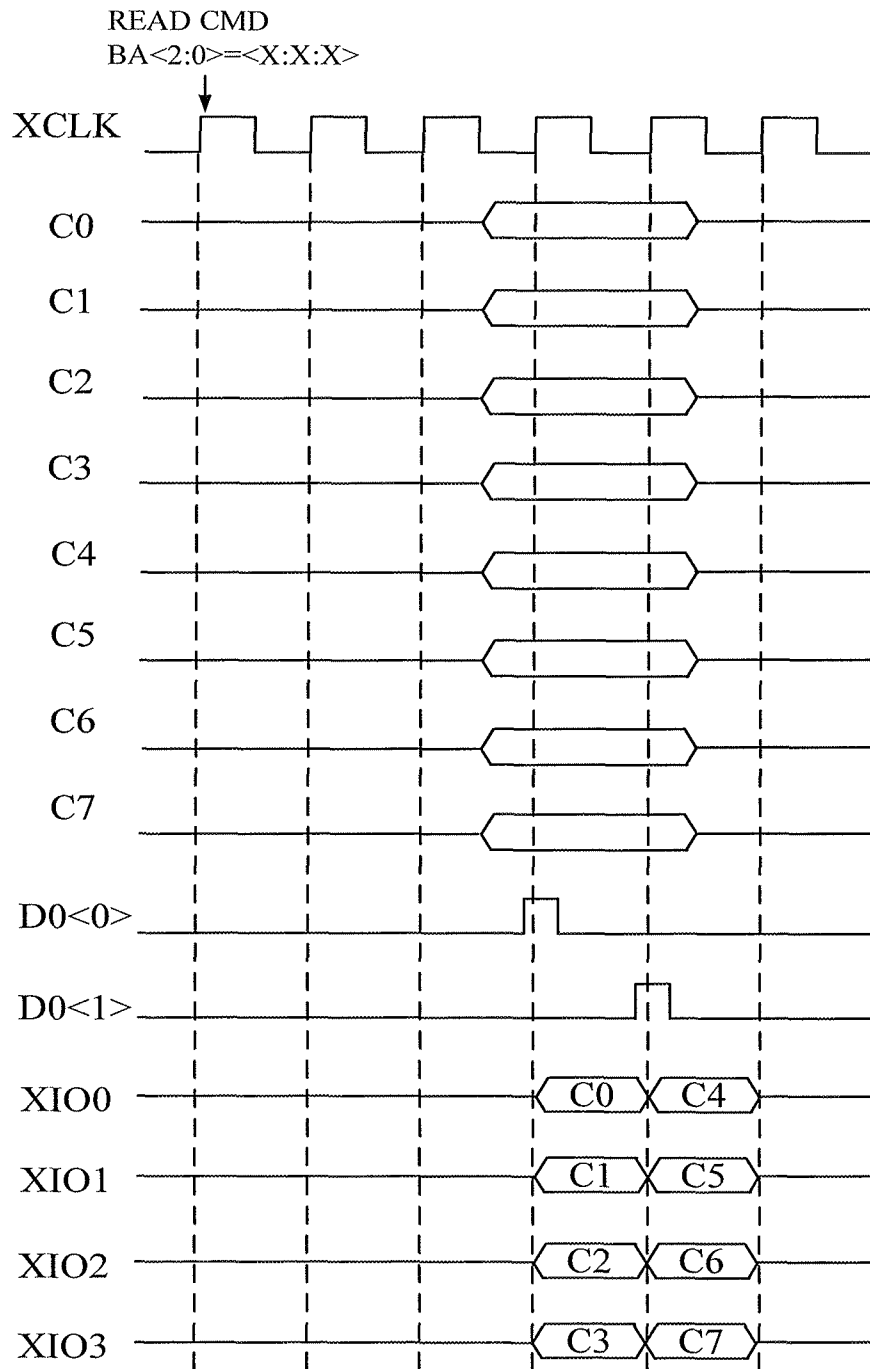 READ CMD
BA<2:0>=<X:X:X>
XCLK
C0
C1
C2
C3
C4
C5
C6
C7
D0<0>
D0<1>
XIO0 C0 C4
XIO1 C1 C5
XIO2 C2 C6
XIO3 C3 C7